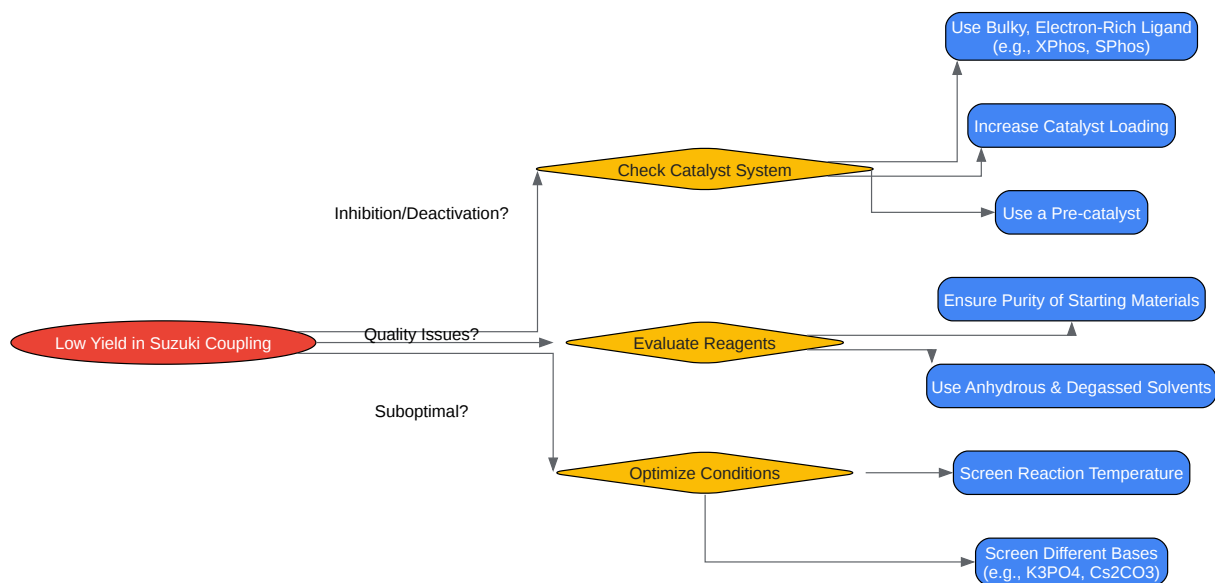 Use Bulky, Electron-Rich Ligand
(e.g., XPhos, SPhos)
Increase Catalyst Loading
Check Catalyst System
Inhibition/Deactivation?
Use a Pre-catalyst
Ensure Purity of Starting Materials
Quality Issues?
Low Yield in Suzuki Coupling
Evaluate Reagents
Use Anhydrous & Degassed Solvents
Suboptimal?
Optimize Conditions
Screen Reaction Temperature
Screen Different Bases
(e.g., K3PO4, Cs2CO3)